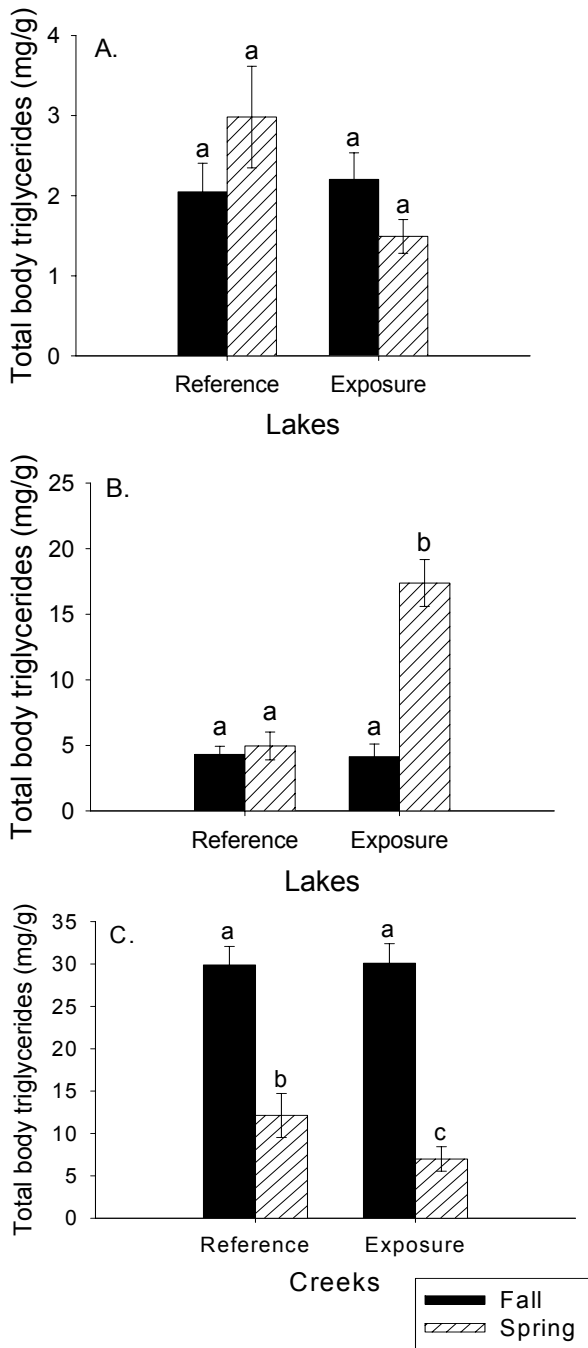 A.
Total body triglycerides (mg/g)
4
3
2
1
0
a
a
a
a
Reference
Exposure
Lakes
B.
Total body triglycerides (mg/g)
25
20
15
10
5
0
a
a
a
b
Reference
Exposure
Lakes
C.
Total body triglycerides (mg/g)
35
30
25
20
15
10
5
0
a
b
a
c
Reference
Exposure
Creeks
Fall
Spring